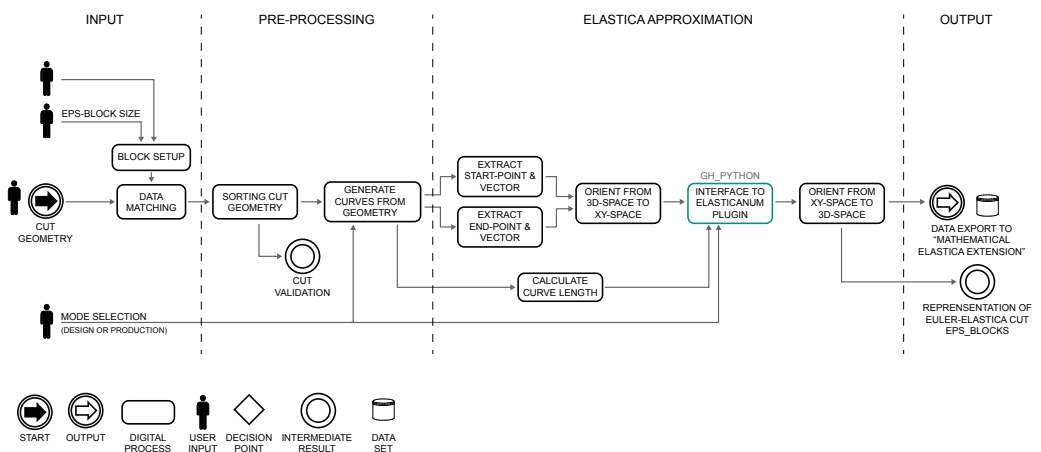 INPUT
PRE-PROCESSING
ELASTICA APPROXIMATION
OUTPUT
EPS-BLOCK SIZE
BLOCK SETUP
DATA
MATCHING
CUT
GEOMETRY
SORTING CUT
GEOMETRY
GENERATE
CURVES FROM
GEOMETRY
CUT
VALIDATION
EXTRACT
START-POINT &
VECTOR
EXTRACT
END-POINT &
VECTOR
ORIENT FROM
3D-SPACE TO
XY-SPACE
GH_PYTHON
INTERFACE TO
ELASTICANUM
PLUGIN
ORIENT FROM
XY-SPACE TO
3D-SPACE
CALCULATE
CURVE LENGTH
DATA EXPORT TO
“MATHEMATICAL
ELASTICA EXTENSION”
REPRENSENTATION OF
EULER-ELASTICA CUT
EPS_BLOCKS
MODE SELECTION
(DESIGN OR PRODUCTION)
START
OUTPUT
DIGITAL
PROCESS
USER
INPUT
DECISION
POINT
INTERMEDIATE
RESULT
DATA
SET